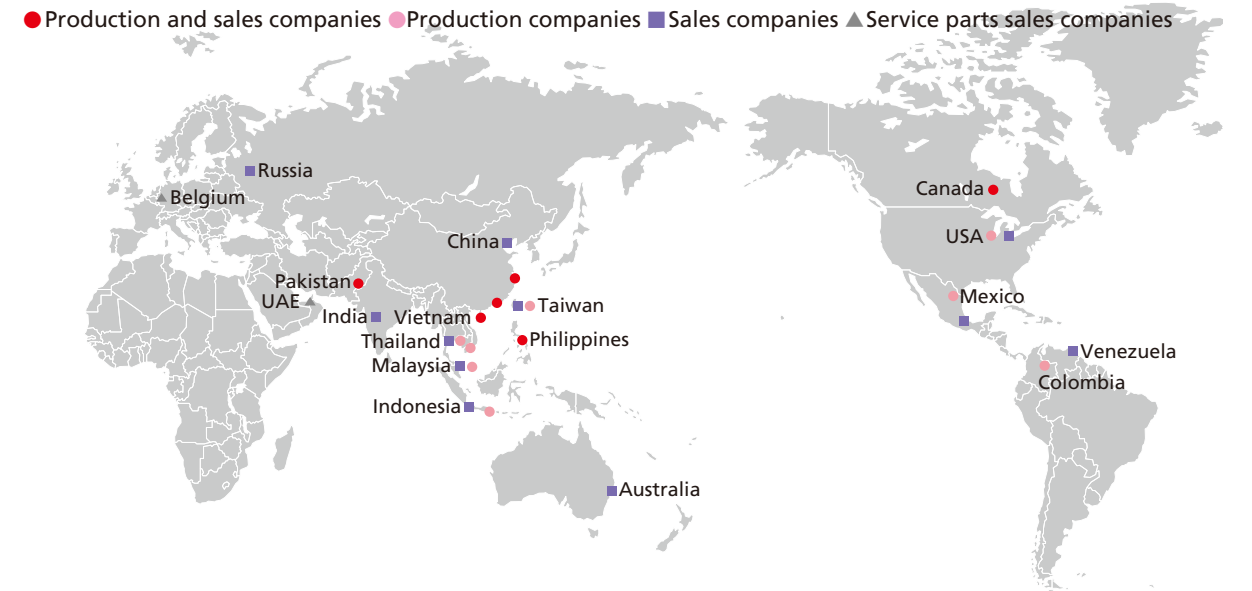 Production and sales companies Production companies Sales companies Service parts sales companies
Russia
Belgium
Canada
China
USA
Pakistan
UAE
Mexico
India
Vietnam
Taiwan
Thailand
Philippines
Malaysia
Venezuela
Colombia
Indonesia
Australia